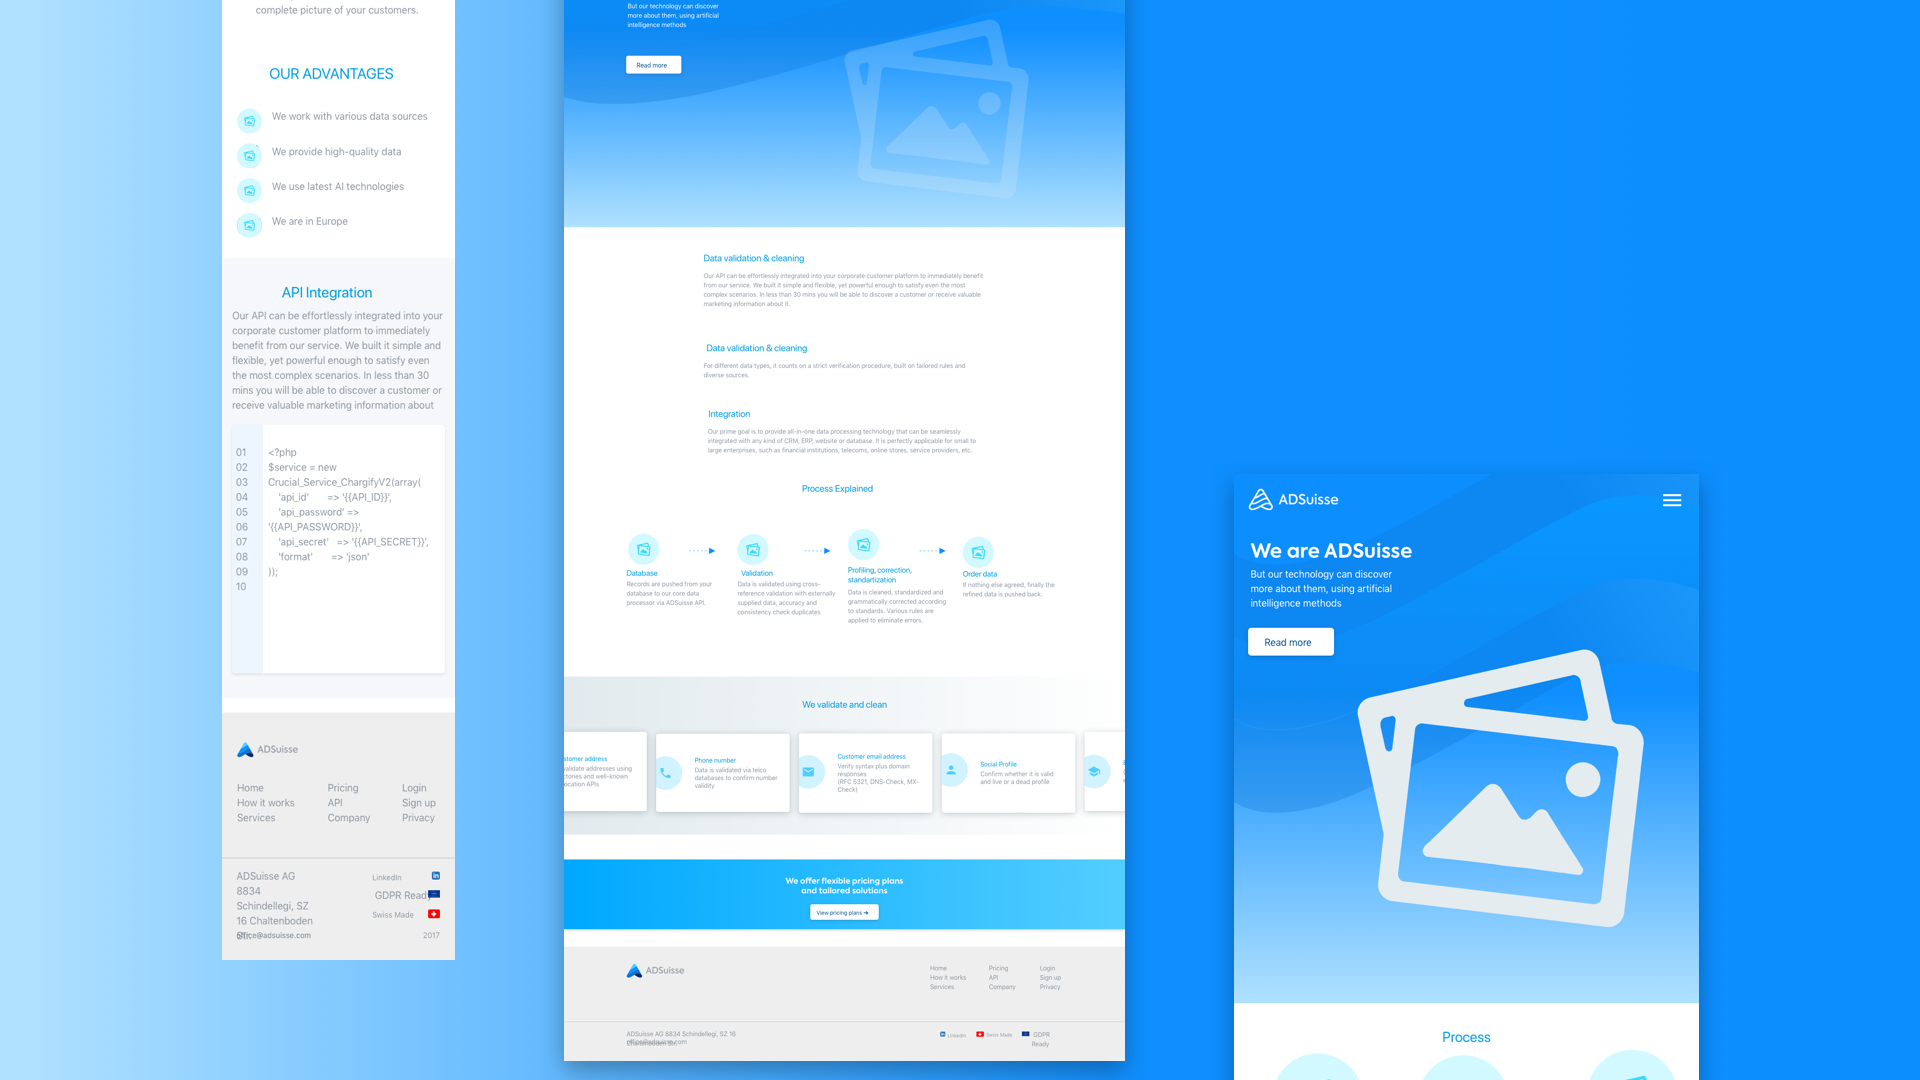 complete picture of your customers.
OUR ADVANTAGES
We work with various data sources
We provide high-quality data
We use latest AI technologies
We are in Europe
API Integration
Our API can be effortlessly integrated into your
corporate customer platform to immediately
benefit from our service. We built it simple and
flexible, yet powerful enough to satisfy even
the most complex scenarios. In less than 30
mins you will be able to discover a customer or
receive valuable marketing information about
01 <?php
02 $service = new
03 Crucial_Service_ChargifyV2(array(
04 'api_id' => '{{API_ID}}',
05 'api_password' =>
06 '{{API_PASSWORD}}',
07 'api_secret' => '{{API_SECRET}}',
08 'format' => 'json'
09 ));
10
ADSuisse
Home Pricing Login
How it works API Sign up
Services Company Privacy
ADSuisse AG
8834
Schindellegi, SZ
16 Chaltenboden
Str.
office@adsuisse.com
LinkedIn
GDPR Ready
Swiss Made
2017
But our technology can discover
more about them, using artificial
intelligence methods
Read more
Data validation & cleaning
Our API can be effortlessly integrated into your corporate customer platform to immediately benefit
from our service. We built it simple and flexible, yet powerful enough to satisfy even the most
complex scenarios. In less than 30 mins you will be able to discover a customer or receive valuable
marketing information about it.
Data validation & cleaning
For different data types, it counts on a strict verification procedure, built on tailored rules and
diverse sources.
Integration
Our prime goal is to provide all-in-one data processing technology that can be seamlessly
integrated with any kind of CRM, ERP, website or database. It is perfectly applicable for small to
large enterprises, such as financial institutions, telecoms, online stores, service providers, etc.
Process Explained
Database
Records are pushed from your
database to our core data
processor via ADSuisse API.
Validation
Data is validated using cross-
reference validation with externally
supplied data, accuracy and
consistency check duplicates
Profiling, correction,
standartization
Data is cleaned, standardized and
grammatically corrected according
to standards. Various rules are
applied to eliminate errors.
Order data
If nothing else agreed, finally the
refined data is pushed back.
We validate and clean
stomer address
validate addresses using
ctories and well-known
ocation APIs
Phone number
Data is validated via telco
databases to confirm number
validity
Customer email address
Verify syntax plus domain
responses
(RFC 5321, DNS-Check, MX-
Check)
Social Profile
Confirm whether it is valid
and live or a dead profile
We offer flexible pricing plans
and tailored solutions
View pricing plans ➔
ADSuisse
Home Pricing Login
How it works API Sign up
Services Company Privacy
ADSuisse AG 8834 Schindellegi, SZ 16
Chaltenboden Str.
office@adsuisse.com
LinkedIn
Swiss Made
GDPR
Ready
ADSuisse
We are ADSuisse
But our technology can discover
more about them, using artificial
intelligence methods
Read more
Process